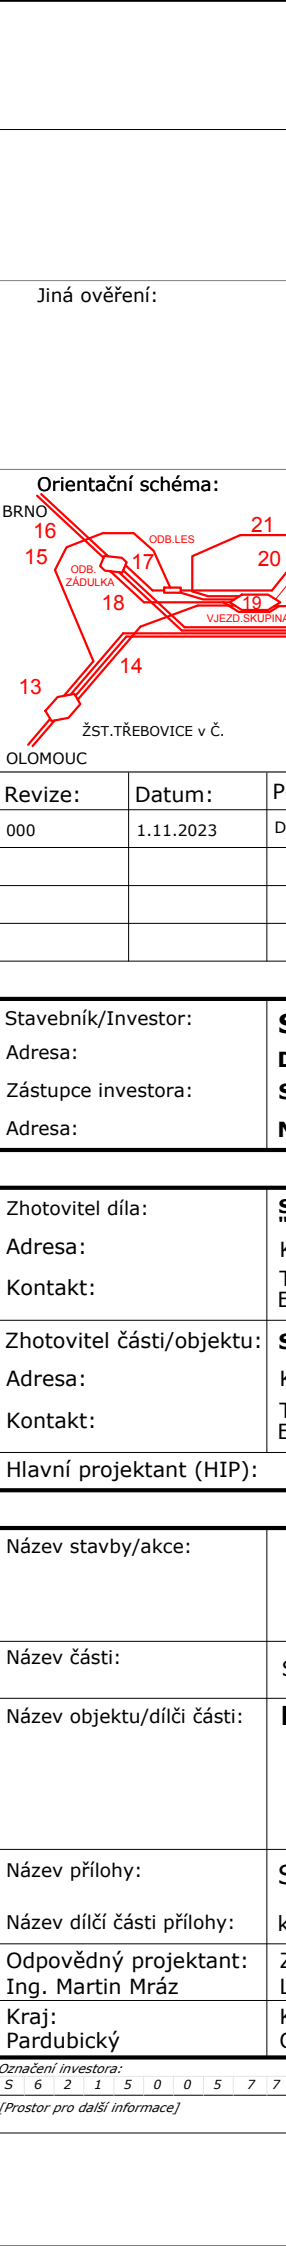 Jiná ověření:
Orientační schéma:
BRNO
16
21
ODB.LES
15
17
20
ODB.
ZÁDULKA
18
19
VJEZD.SKUPINA
14
13
ŽST.TŘEBOVICE v Č.
OLOMOUC
Revize: Datum: P
000 1.11.2023 D
Stavebník/Investor: S
Adresa: D
Zástupce investora: S
Adresa: N
Zhotovitel díla: S
"
Adresa: K
Kontakt: T
E
Zhotovitel části/objektu: S
Adresa: K
Kontakt: T
E
Hlavní projektant (HIP):
Název stavby/akce:
Název části: S
Název objektu/dílči části:
Název přílohy: S
Název dílčí části přílohy: k
Odpovědný projektant: Z
Ing. Martin Mráz L
Kraj: K
Pardubický
Označení investora:
S 6 2 1 5 0 0 5 7 7
[Prostor pro další informace]